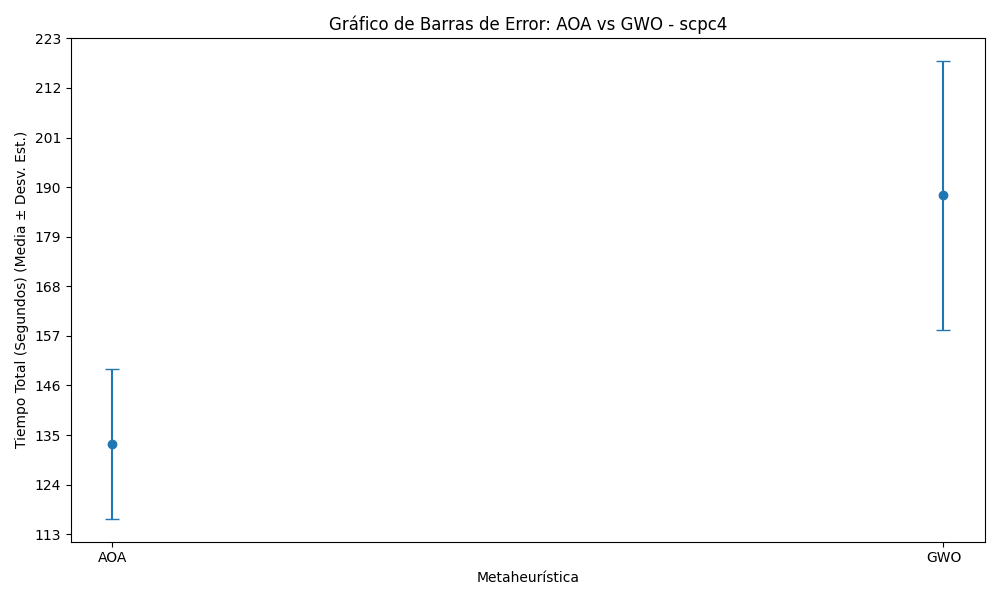 Gráfico de Barras de Error: AOA vs GWO - scpc4
Tiempo Total (Segundos) (Media ± Desv. Est.)
223
212
201
190
179
168
157
146
135
124
113
AOA
GWO
Metaheurística